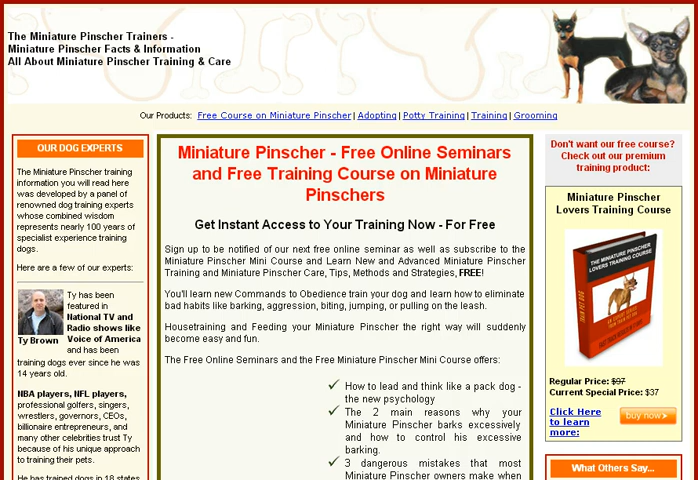 The Miniature Pinscher Trainers -
Miniature Pinscher Facts & Information
All About Miniature Pinscher Training & Care
Our Products: Free Course on Miniature Pinscher | Adopting | Potty Training | Training | Grooming
OUR DOG EXPERTS
The Miniature Pinscher training
information you will read here
was developed by a panel of
renowned dog training experts
whose combined wisdom
represents nearly 100 years of
specialist experience training
dogs.
Here are a few of our experts:
Ty has been
featured in
National TV and
Radio shows like
Voice of America
and has been
Ty Brown
training dogs ever since he was
14 years old.
NBA players, NFL players,
professional golfers, singers,
wrestlers, governors, CEOs,
billionaire entrepreneurs, and
many other celebrities trust Ty
because of his unique approach
to training their pets.
He has trained dogs in 18 states
Miniature Pinscher - Free Online Seminars
and Free Training Course on Miniature
Pinschers
Get Instant Access to Your Training Now - For Free
Sign up to be notified of our next free online seminar as well as subscribe to the
Miniature Pinscher Mini Course and Learn New and Advanced Miniature Pinscher
Training and Miniature Pinscher Care, Tips, Methods and Strategies, FREE!
You'll learn new Commands to Obedience train your dog and learn how to eliminate
bad habits like barking, aggression, biting, jumping, or pulling on the leash.
Housetraining and Feeding your Miniature Pinscher the right way will suddenly
become easy and fun.
The Free Online Seminars and the Free Miniature Pinscher Mini Course offers:
How to lead and think like a pack dog -
the new psychology
The 2 main reasons why your
Miniature Pinscher barks excessively
and how to control his excessive
barking.
3 dangerous mistakes that most
Miniature Pinscher owners make when
Don't want our free course?
Check out our premium
training product:
Miniature Pinscher
Lovers Training Course
THE MINIATURE PINSCHER
LOVERS TRAINING COURSE
Regular Price: $97
Current Special Price: $37
Click Here
to learn
more:
buy now
What Others Say...